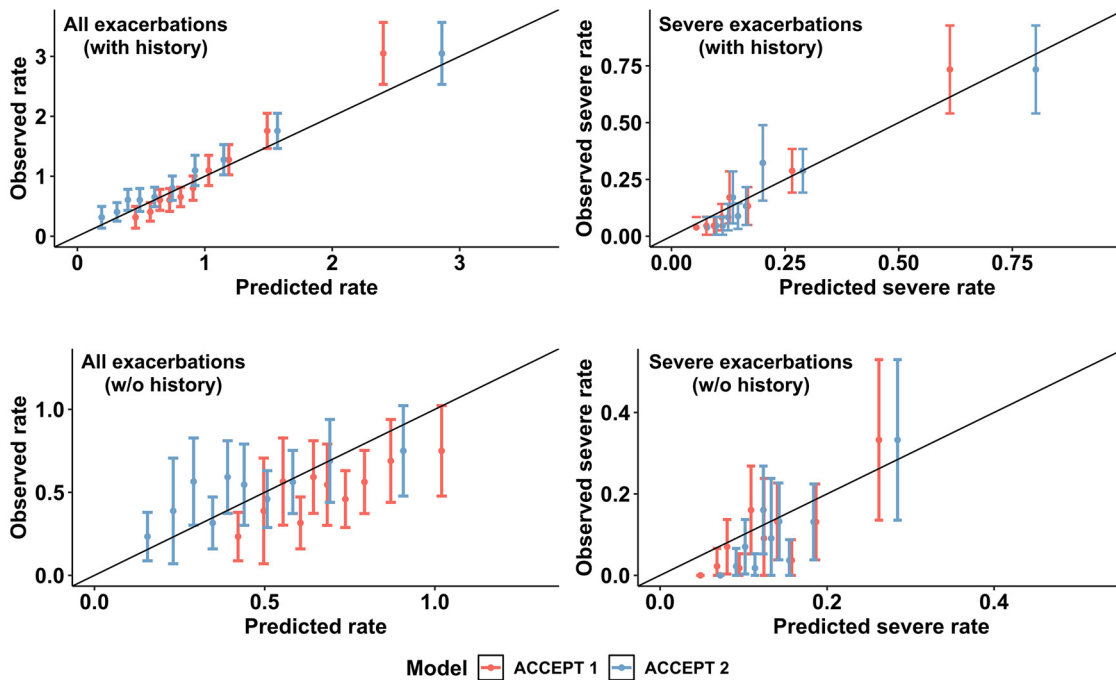 All exacerbations
(with history)
Observed rate
3
2
1
0
0
1
2
3
Predicted rate
Severe exacerbations
(with history)
Observed severe rate
0.75
0.50
0.25
0.00
0.00
0.25
0.50
0.75
Predicted severe rate
All exacerbations
(w/o history)
Observed rate
1.0
0.5
0.0
0.0
0.5
1.0
Predicted rate
Severe exacerbations
(w/o history)
Observed severe rate
0.4
0.2
0.0
0.0
0.2
0.4
Predicted severe rate
Model ACCEPT 1 ACCEPT 2